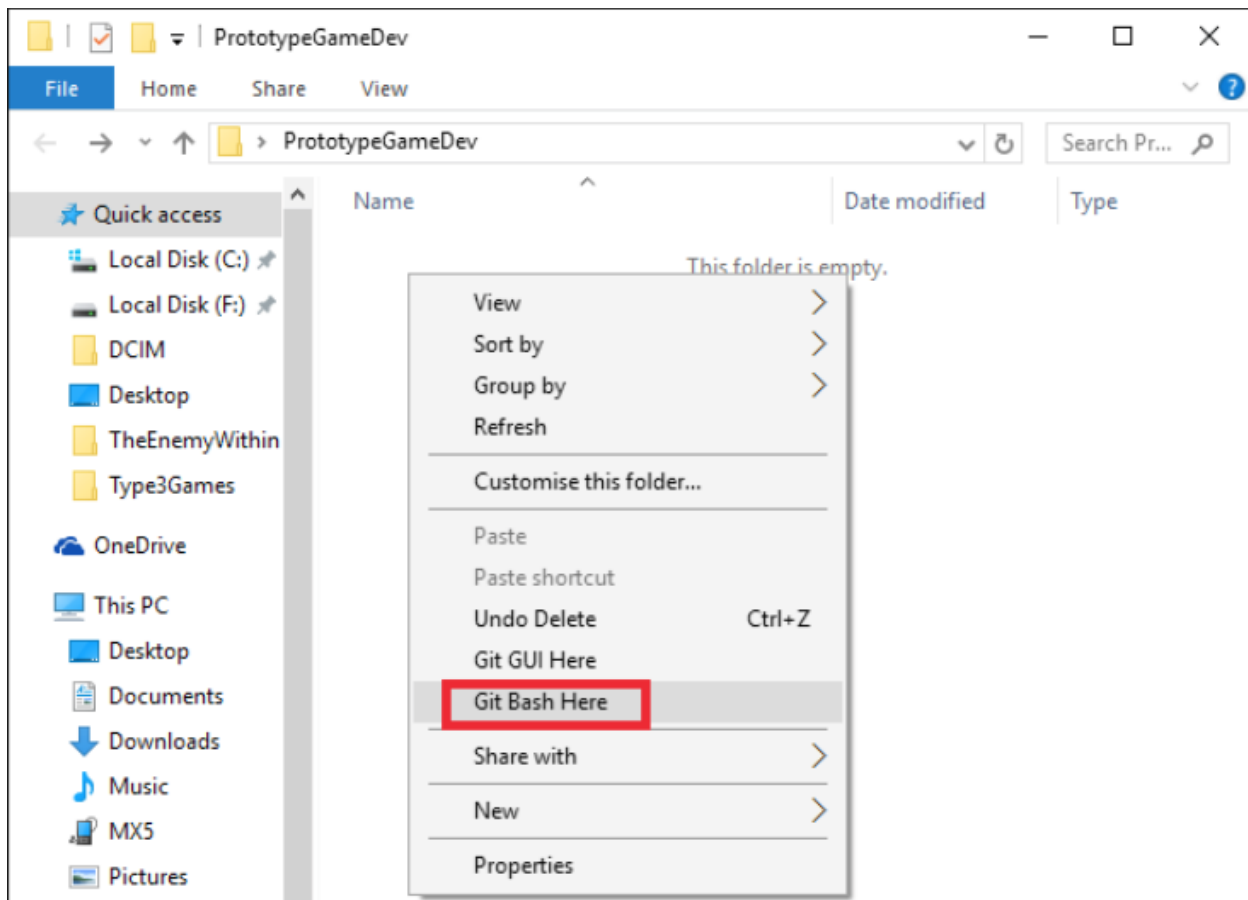 PrototypeGameDev
File Home Share View
PrototypeGameDev
Search Pr...
Name Date modified Type
This folder is empty.
Quick access
Local Disk (C:)
Local Disk (F:)
DCIM
Desktop
TheEnemyWithin
Type3Games
OneDrive
This PC
Desktop
Documents
Downloads
Music
MX5
Pictures
View
Sort by
Group by
Refresh
Customise this folder...
Paste
Paste shortcut
Undo Delete Ctrl+Z
Git GUI Here
Git Bash Here
Share with
New
Properties